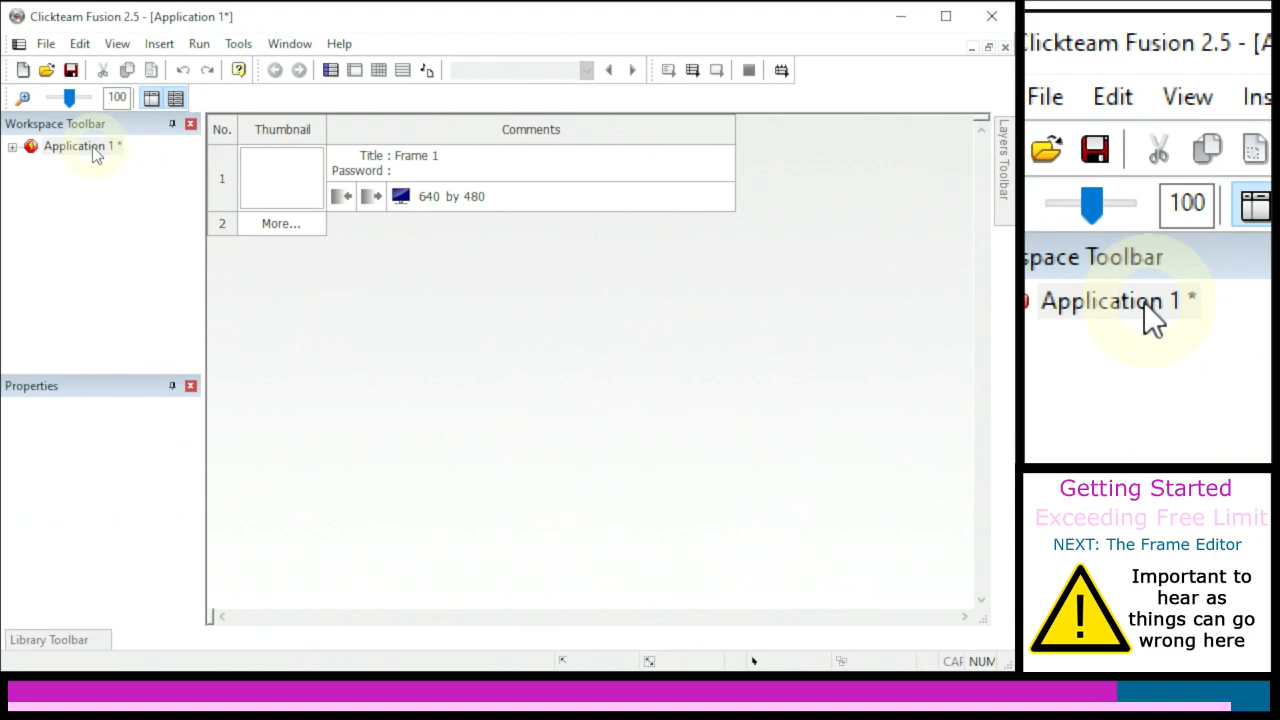 Clickteam Fusion 2.5 - [Application 1*]
File Edit View Insert Run Tools Window Help
100
Workspace Toolbar
Application 1 *
No. Thumbnail Comments
1
Title : Frame 1
Password :
640 by 480
2 More...
Layers Toolbar
Properties
Library Toolbar
CAP NUM
Clickteam Fusion 2.5 - [A
File Edit View Ins
100
space Toolbar
Application 1 *
Getting Started
Exceeding Free Limit
NEXT: The Frame Editor
Important to
hear as
things can go
wrong here